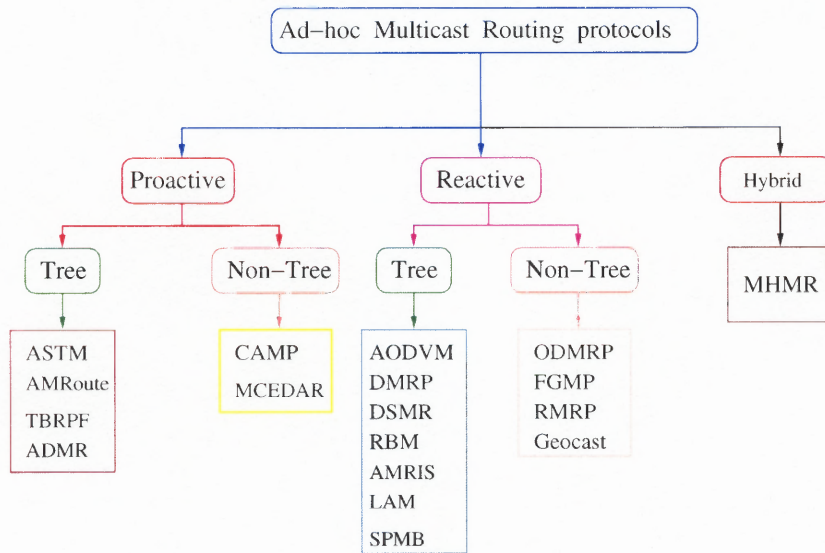 Ad-hoc Multicast Routing protocols
Proactive
Reactive
Hybrid
Tree
Non-Tree
Tree
Non-Tree
MHMR
ASTM
AMRoute
TBRPF
ADMR
CAMP
MCEDAR
AODVM
DMRP
DSMR
RBM
AMRIS
LAM
SPMB
ODMRP
FGMP
RMRP
Geocast